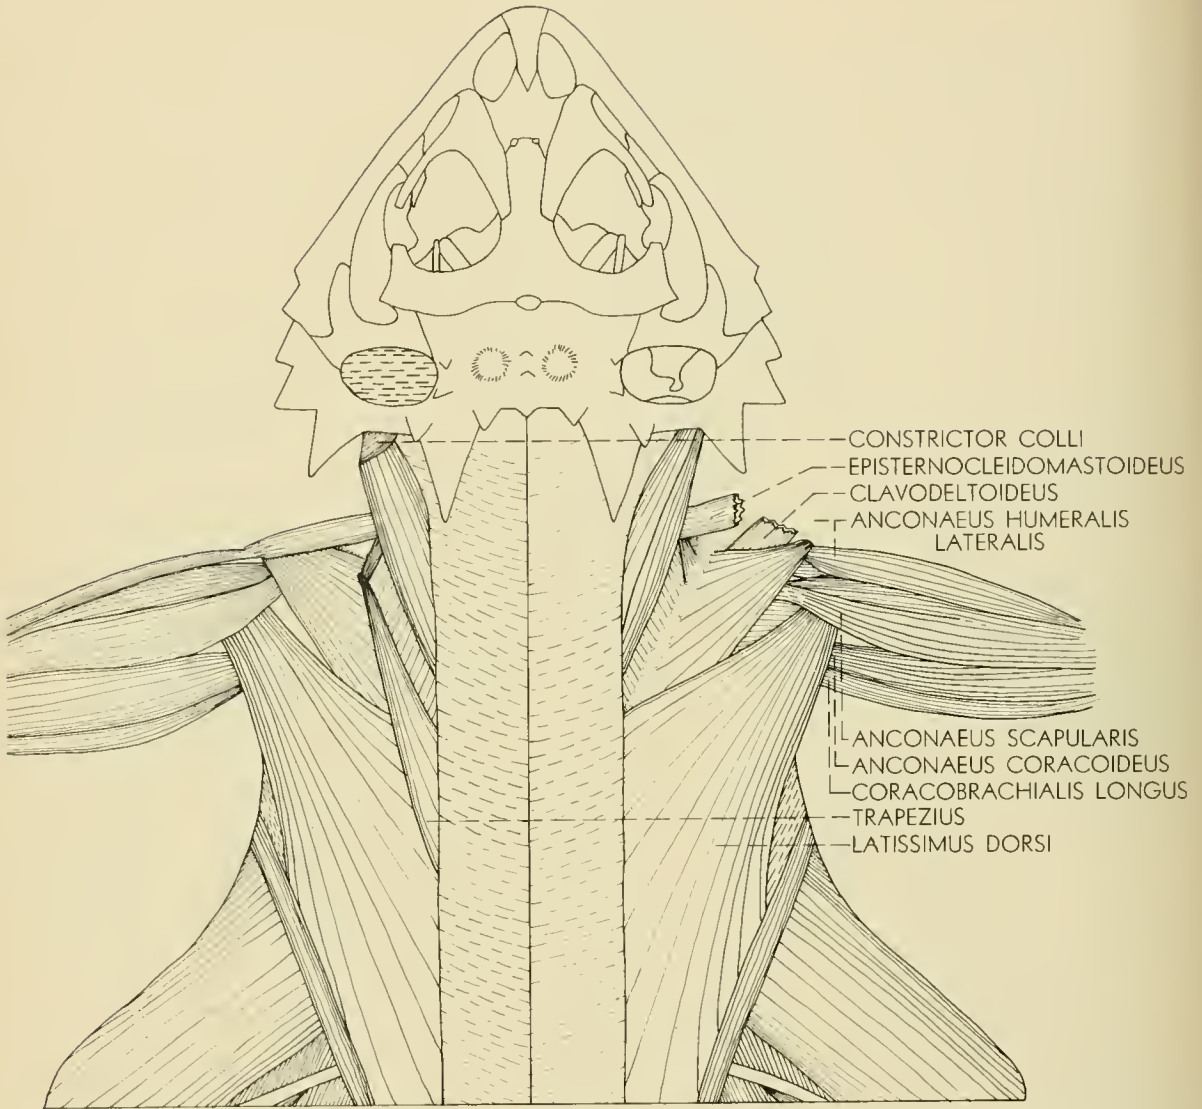 CONSTRICTOR COLLI
EPISTERNOCLEIDOMASTOIDEUS
CLAVODELTOIDEUS
ANCONAEUS HUMERALIS
LATERALIS
ANCONAEUS SCAPULARIS
ANCONAEUS CORACOIDEUS
CORACOBRACHIALIS LONGUS
TRAPEZIUS
LATISSIMUS DORSI